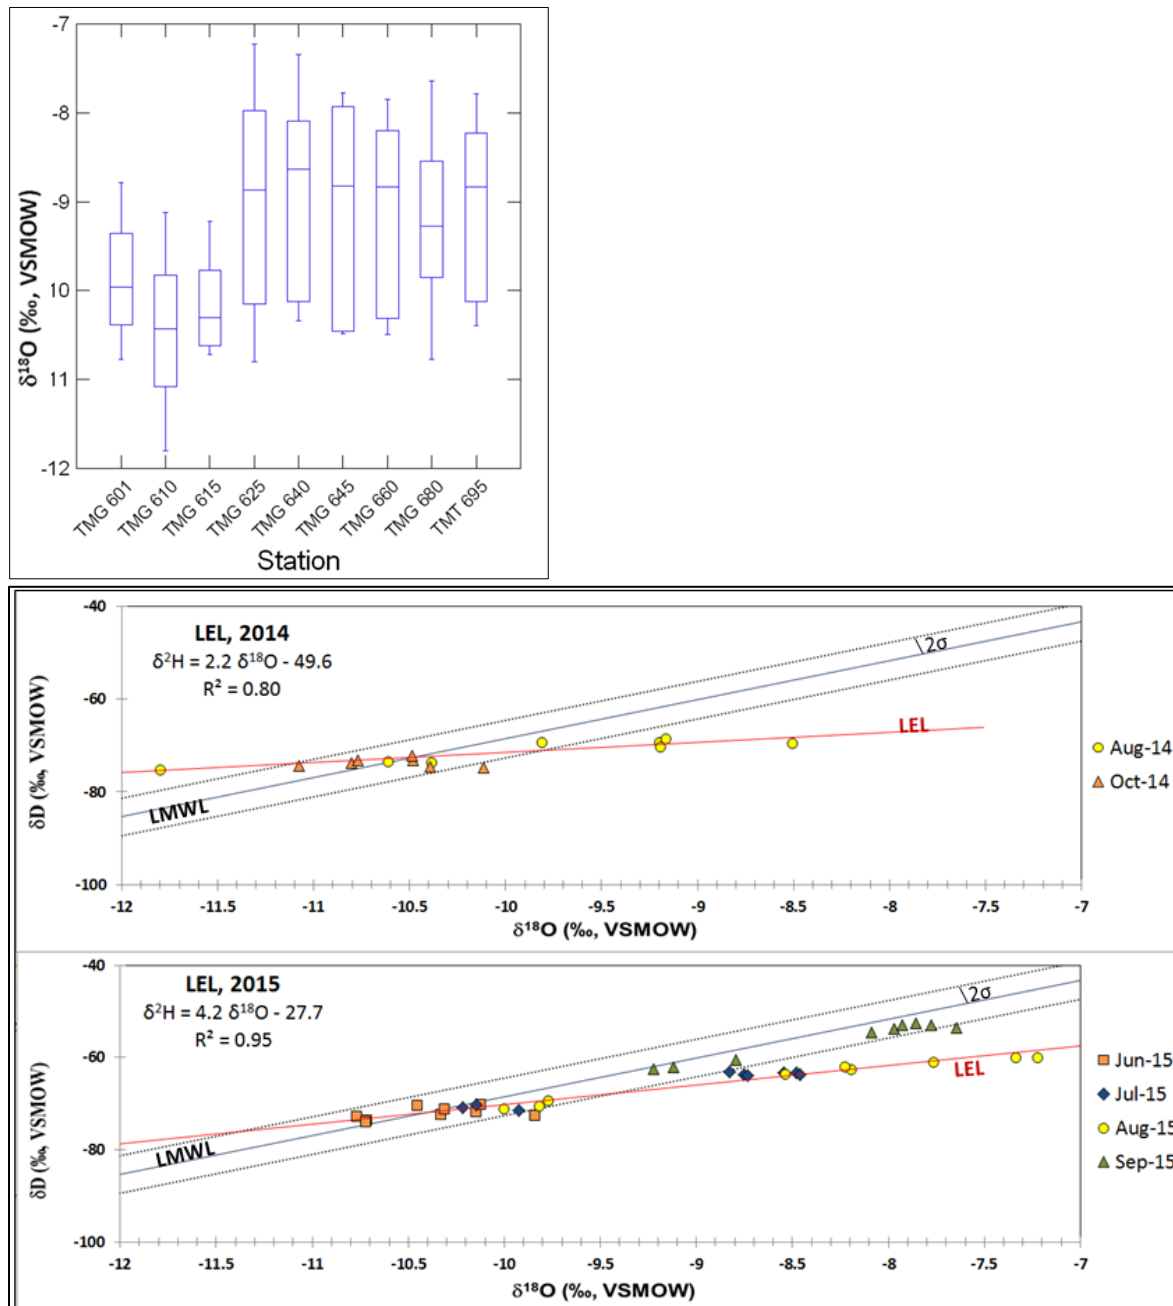 -7
-8
-9
10
11
-12
δ¹⁸O (‰, VSMOW)
TMG 601
TMG 610
TMG 615
TMG 625
TMG 640
TMG 645
TMG 660
TMG 680
TMT 695
Station
-40
-60
-80
-100
δD (‰, VSMOW)
LEL, 2014
δ²H = 2.2 δ¹⁸O - 49.6
R² = 0.80
2σ
LEL
LMWL
Aug-14
Oct-14
-12 -11.5 -11 -10.5 -10 -9.5 -9 -8.5 -8 -7.5 -7
δ¹⁸O (‰, VSMOW)
-40
-60
-80
-100
δD (‰, VSMOW)
LEL, 2015
δ²H = 4.2 δ¹⁸O - 27.7
R² = 0.95
2σ
LEL
LMWL
Jun-15
Jul-15
Aug-15
Sep-15
-12 -11.5 -11 -10.5 -10 -9.5 -9 -8.5 -8 -7.5 -7
δ¹⁸O (‰, VSMOW)